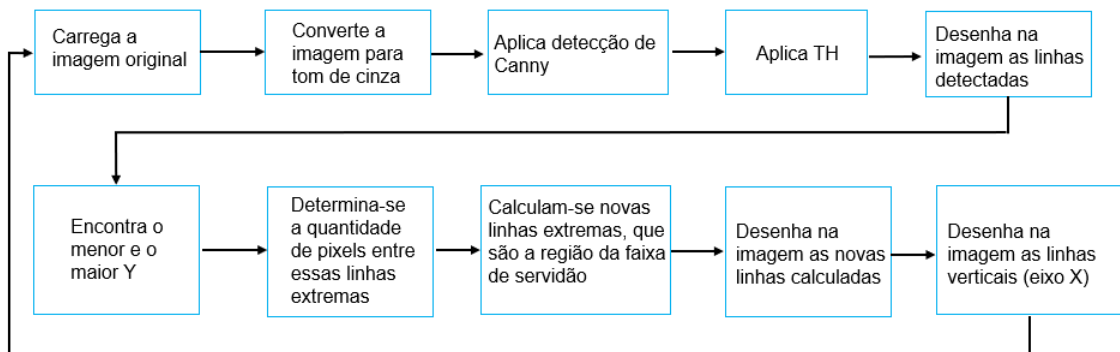 Carrega a
imagem original
Converte a
imagem para
tom de cinza
Aplica detecção de
Canny
Aplica TH
Desenha na
imagem as linhas
detectadas
Encontra o
menor e o
maior Y
Determina-se
a quantidade
de pixels entre
essas linhas
extremas
Calculam-se novas
linhas extremas, que
são a região da faixa
de servidão
Desenha na
imagem as novas
linhas calculadas
Desenha na
imagem as linhas
verticais (eixo X)